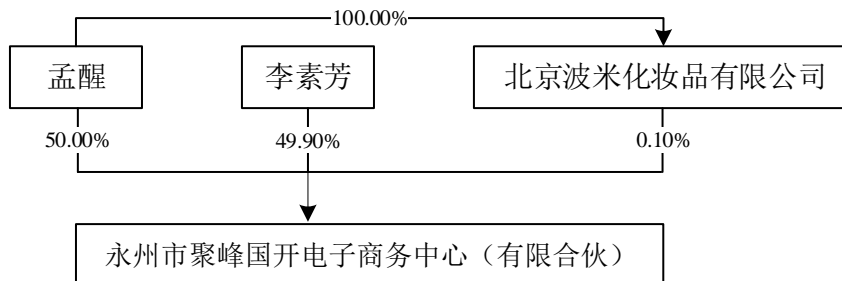 100.00%
孟醒
李素芳
北京波米化妆品有限公司
50.00%
49.90%
0.10%
永州市聚峰国开电子商务中心（有限合伙）